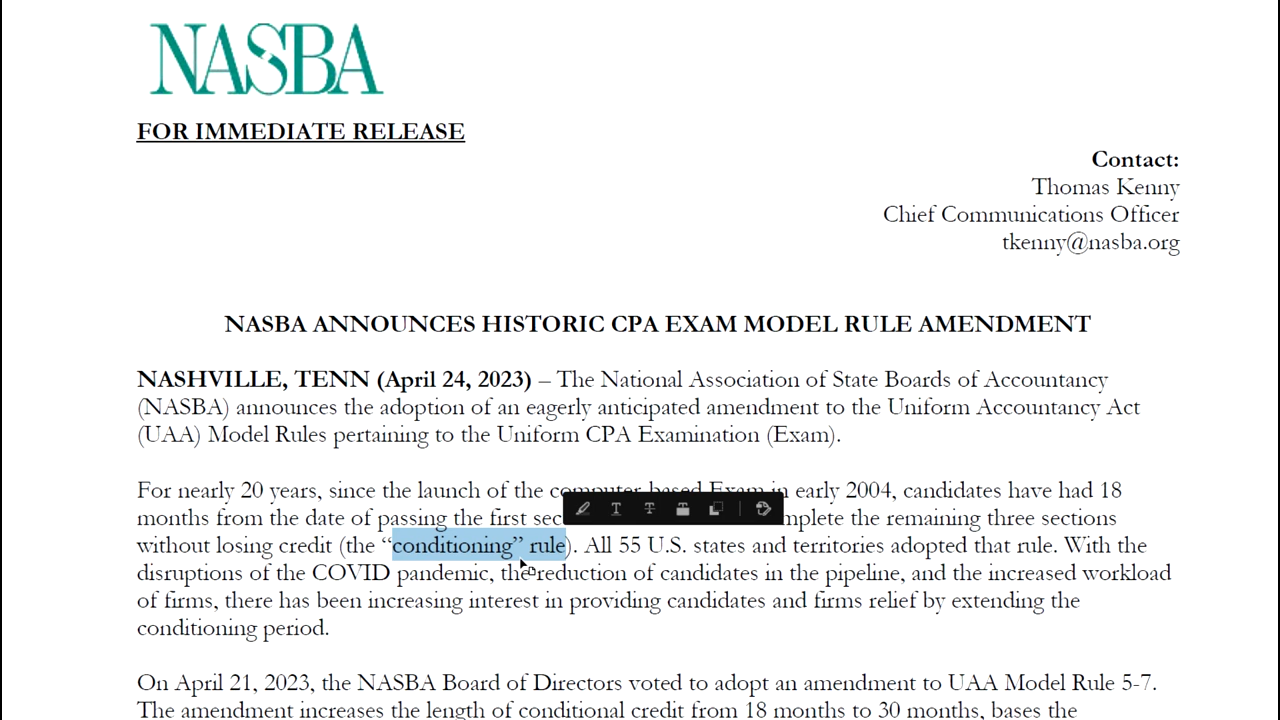 NASBA
FOR IMMEDIATE RELEASE
Contact:
Thomas Kenny
Chief Communications Officer
tkenny@nasba.org
NASBA ANNOUNCES HISTORIC CPA EXAM MODEL RULE AMENDMENT
NASHVILLE, TENN (April 24, 2023) – The National Association of State Boards of Accountancy
(NASBA) announces the adoption of an eagerly anticipated amendment to the Uniform Accountancy Act
(UAA) Model Rules pertaining to the Uniform CPA Examination (Exam).
For nearly 20 years, since the launch of the computer-based Exam in early 2004, candidates have had 18
months from the date of passing the first the remaining three sections
without losing credit (the “conditioning” rule). All 55 U.S. states and territories adopted that rule. With the
disruptions of the COVID pandemic, the reduction of candidates in the pipeline, and the increased workload
of firms, there has been increasing interest in providing candidates and firms relief by extending the
conditioning period.
On April 21, 2023, the NASBA Board of Directors voted to adopt an amendment to UAA Model Rule 5-7.
The amendment increases the length of conditional credit from 18 months to 30 months, bases the